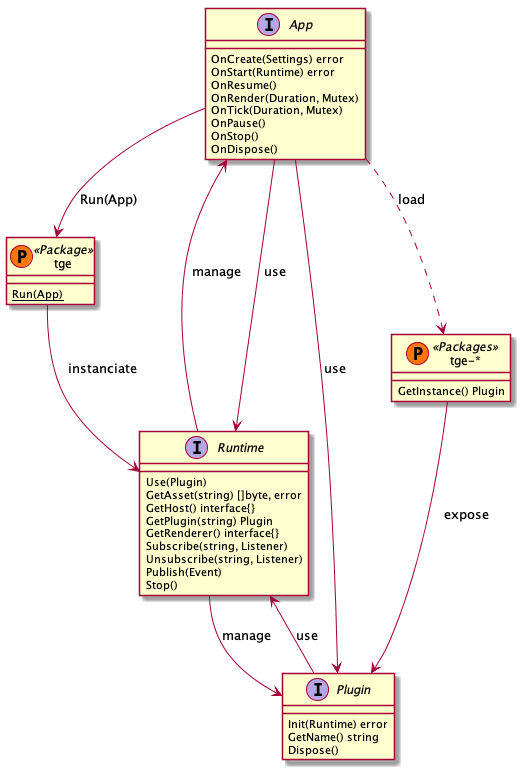 I App
OnCreate(Settings) error
OnStart(Runtime) error
OnResume()
OnRender(Duration, Mutex)
OnTick(Duration, Mutex)
OnPause()
OnStop()
OnDispose()
Run(App)
load
P «Package»
tge
Run(App)
manage
use
use
P «Packages»
tge-*
GetInstance() Plugin
instanciate
I Runtime
Use(Plugin)
GetAsset(string) []byte, error
GetHost() interface{}
GetPlugin(string) Plugin
GetRenderer() interface{}
Subscribe(string, Listener)
Unsubscribe(string, Listener)
Publish(Event)
Stop()
expose
manage
use
I Plugin
Init(Runtime) error
GetName() string
Dispose()